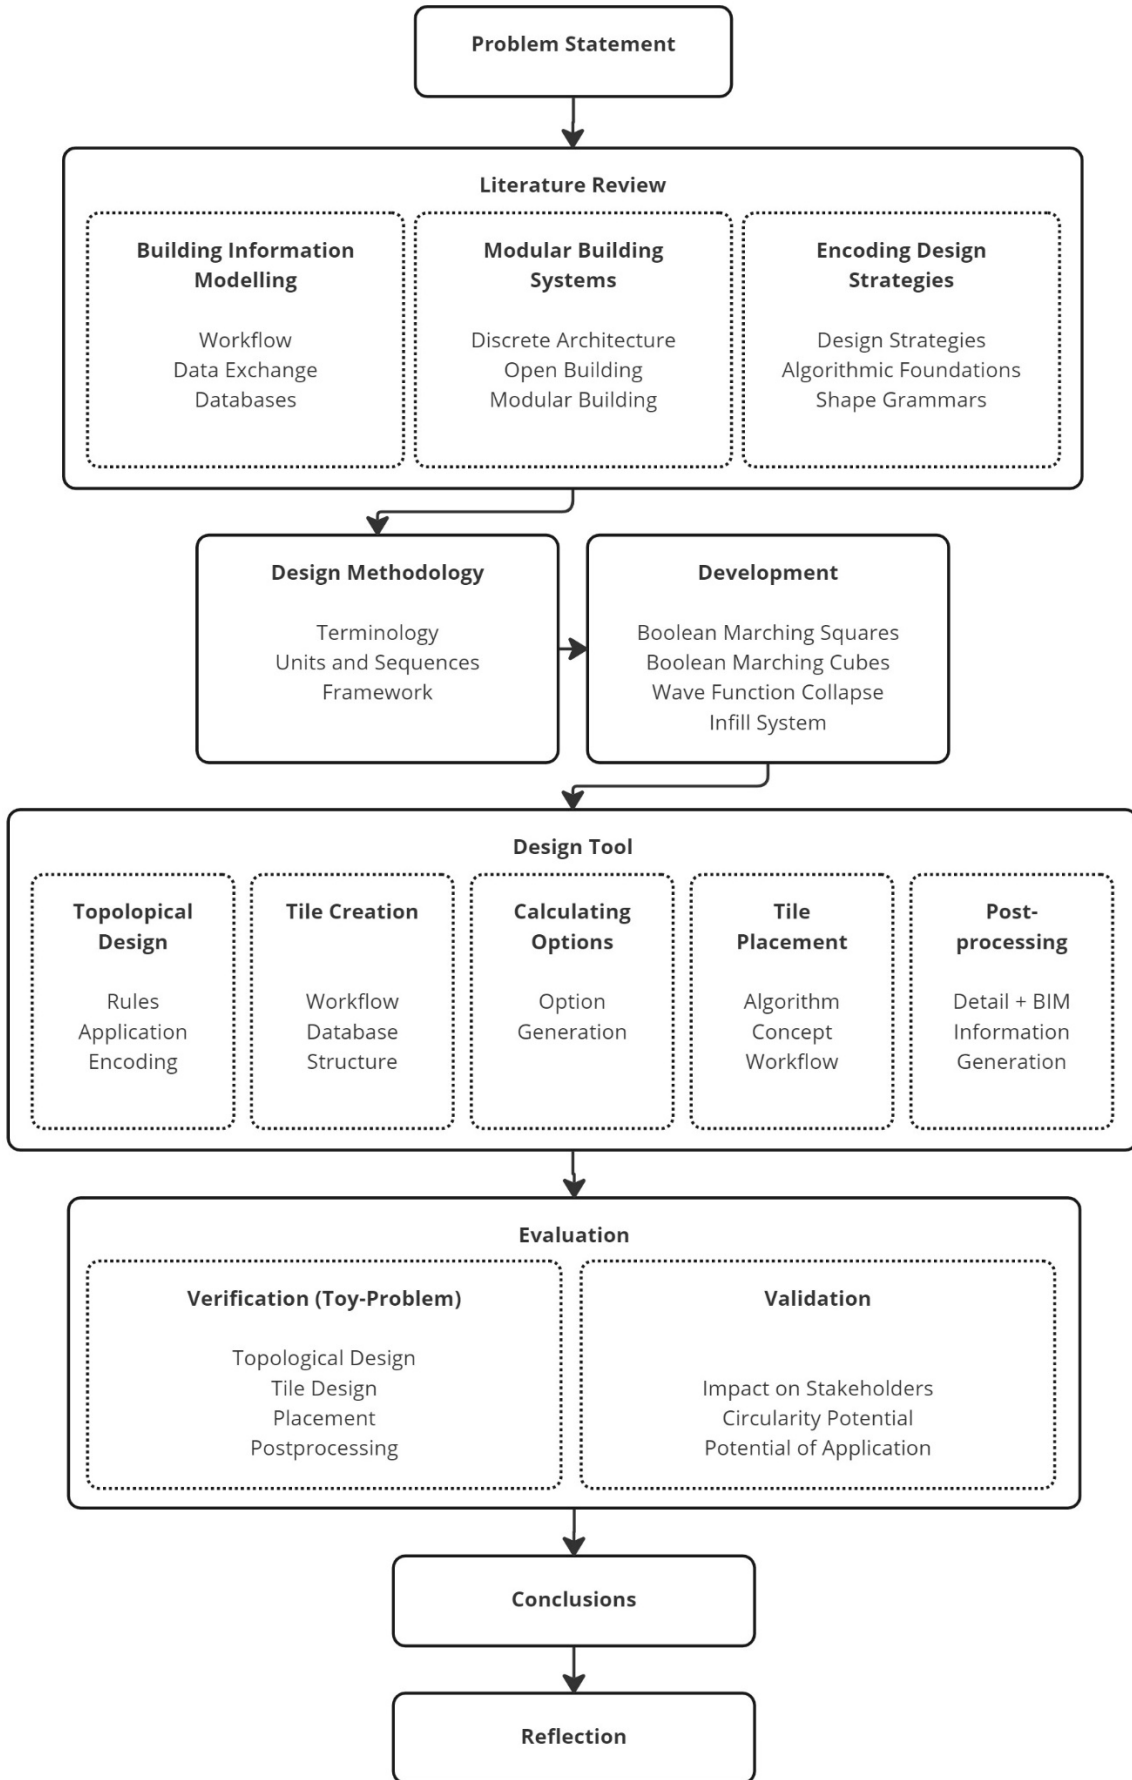 Problem Statement
Literature Review
Building Information
Modelling
Workflow
Data Exchange
Databases
Modular Building
Systems
Discrete Architecture
Open Building
Modular Building
Encoding Design
Strategies
Design Strategies
Algorithmic Foundations
Shape Grammars
Design Methodology
Terminology
Units and Sequences
Framework
Development
Boolean Marching Squares
Boolean Marching Cubes
Wave Function Collapse
Infill System
Design Tool
Topolopical
Design
Rules
Application
Encoding
Tile Creation
Workflow
Database
Structure
Calculating
Options
Option
Generation
Tile
Placement
Algorithm
Concept
Workflow
Post-
processing
Detail + BIM
Information
Generation
Evaluation
Verification (Toy-Problem)
Topological Design
Tile Design
Placement
Postprocessing
Validation
Impact on Stakeholders
Circularity Potential
Potential of Application
Conclusions
Reflection